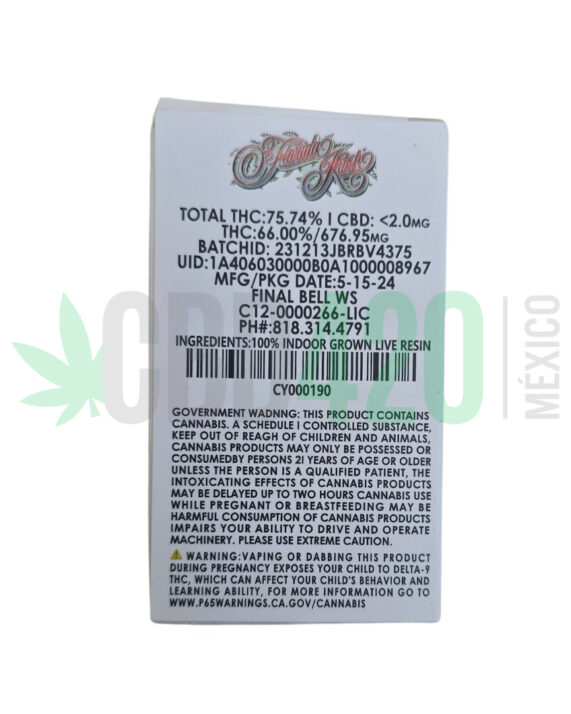 Florida Kush
TOTAL THC:75.74% I CBD: <2.0MG
THC:66.00%/676.95MG
BATCHID: 231213JBRBV4375
UID:1A406030000B0A1000008967
MFG/PKG DATE:5-15-24
FINAL BELL WS
C12-0000266-LIC
PH#:818.314.4791
INGREDIENTS:100% INDOOR GROWN LIVE RESIN
CY000190
CBD420
MÉXICO
GOVERNMENT WADNNG: THIS PRODUCT CONTAINS
CANNABIS. A SCHEDULE I CONTROLLED SUBSTANCE,
KEEP OUT OF REAGH OF CHILDREN AND ANIMALS,
CANNABIS PRODUCTS MAY ONLY BE POSSESSED OR
CONSUMEDBY PERSONS 2I YEARS OF AGE OR OLDER
UNLESS THE PERSON IS A QUALIFIED PATIENT, THE
INTOXICATING EFFECTS OF CANNABIS PRODUCTS
MAY BE DELAYED UP TO TWO HOURS CANNABIS USE
WHILE PREGNANT OR BREASTFEEDING MAY BE
HARMFUL CONSUMPTION OF CANNABIS PRODUCTS
IMPAIRS YOUR ABILITY TO DRIVE AND OPERATE
MACHINERY. PLEASE USE EXTREME CAUTION.
WARNING:VAPING OR DABBING THIS PRODUCT
DURING PREGNANCY EXPOSES YOUR CHILD TO DELTA-9
THC, WHICH CAN AFFECT YOUR CHILD'S BEHAVIOR AND
LEARNING ABILITY, FOR MORE INFORMATION GO TO
WWW.P65WARNINGS.CA.GOV/CANNABIS